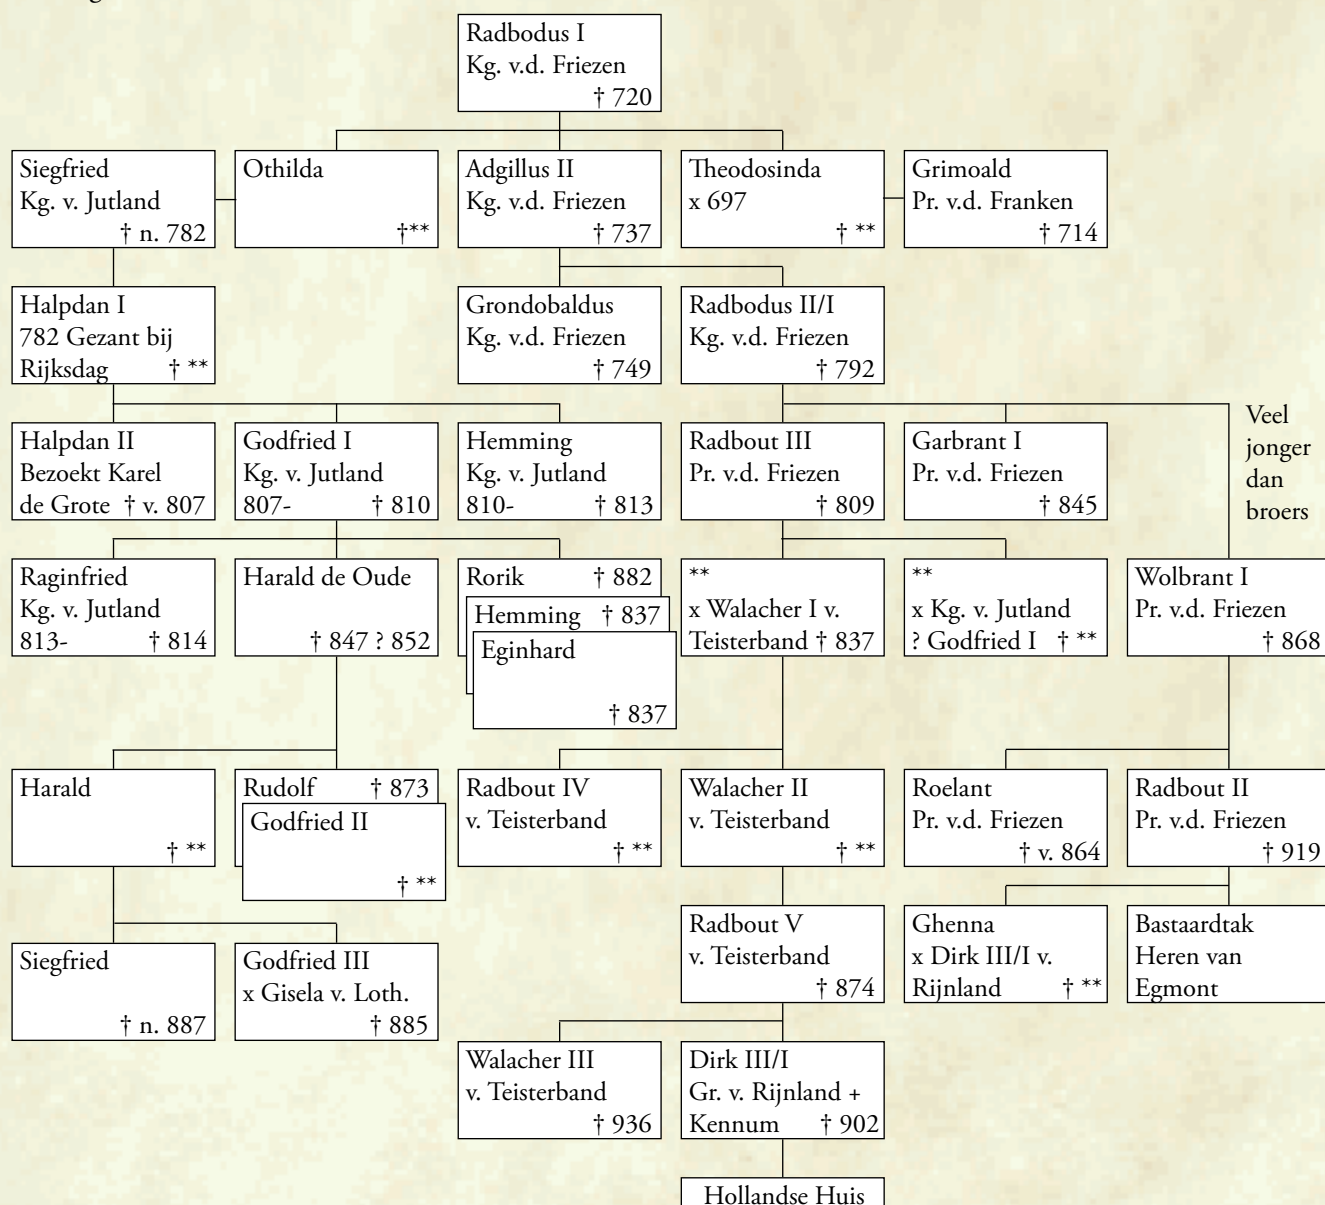 Radbodus I
Kg. v.d. Friezen
† 720
Siegfried
Kg. v. Jutland
† n. 782
Othilda
†**
Adgillus II
Kg. v.d. Friezen
† 737
Theodosinda
x 697
† **
Grimoald
Pr. v.d. Franken
† 714
Halpdan I
782 Gezant bij
Rijksdag † **
Grondobaldus
Kg. v.d. Friezen
† 749
Radbodus II/I
Kg. v.d. Friezen
† 792
Halpdan II
Bezoekt Karel
de Grote † v. 807
Godfried I
Kg. v. Jutland
807- † 810
Hemming
Kg. v. Jutland
810- † 813
Radbout III
Pr. v.d. Friezen
† 809
Garbrant I
Pr. v.d. Friezen
† 845
Veel
jonger
dan
broers
Raginfried
Kg. v. Jutland
813- † 814
Harald de Oude
† 847 ? 852
Rorik † 882
Hemming † 837
Eginhard
† 837
**
x Walacher I v.
Teisterband † 837
**
x Kg. v. Jutland
? Godfried I † **
Wolbrant I
Pr. v.d. Friezen
† 868
Harald
† **
Rudolf † 873
Godfried II
† **
Radbout IV
v. Teisterband
† **
Walacher II
v. Teisterband
† **
Roelant
Pr. v.d. Friezen
† v. 864
Radbout II
Pr. v.d. Friezen
† 919
Siegfried
† n. 887
Godfried III
x Gisela v. Loth.
† 885
Radbout V
v. Teisterband
† 874
Ghenna
x Dirk III/I v.
Rijnland † **
Bastaardtak
Heren van
Egmont
Walacher III
v. Teisterband
† 936
Dirk III/I
Gr. v. Rijnland +
Kennum † 902
Hollandse Huis